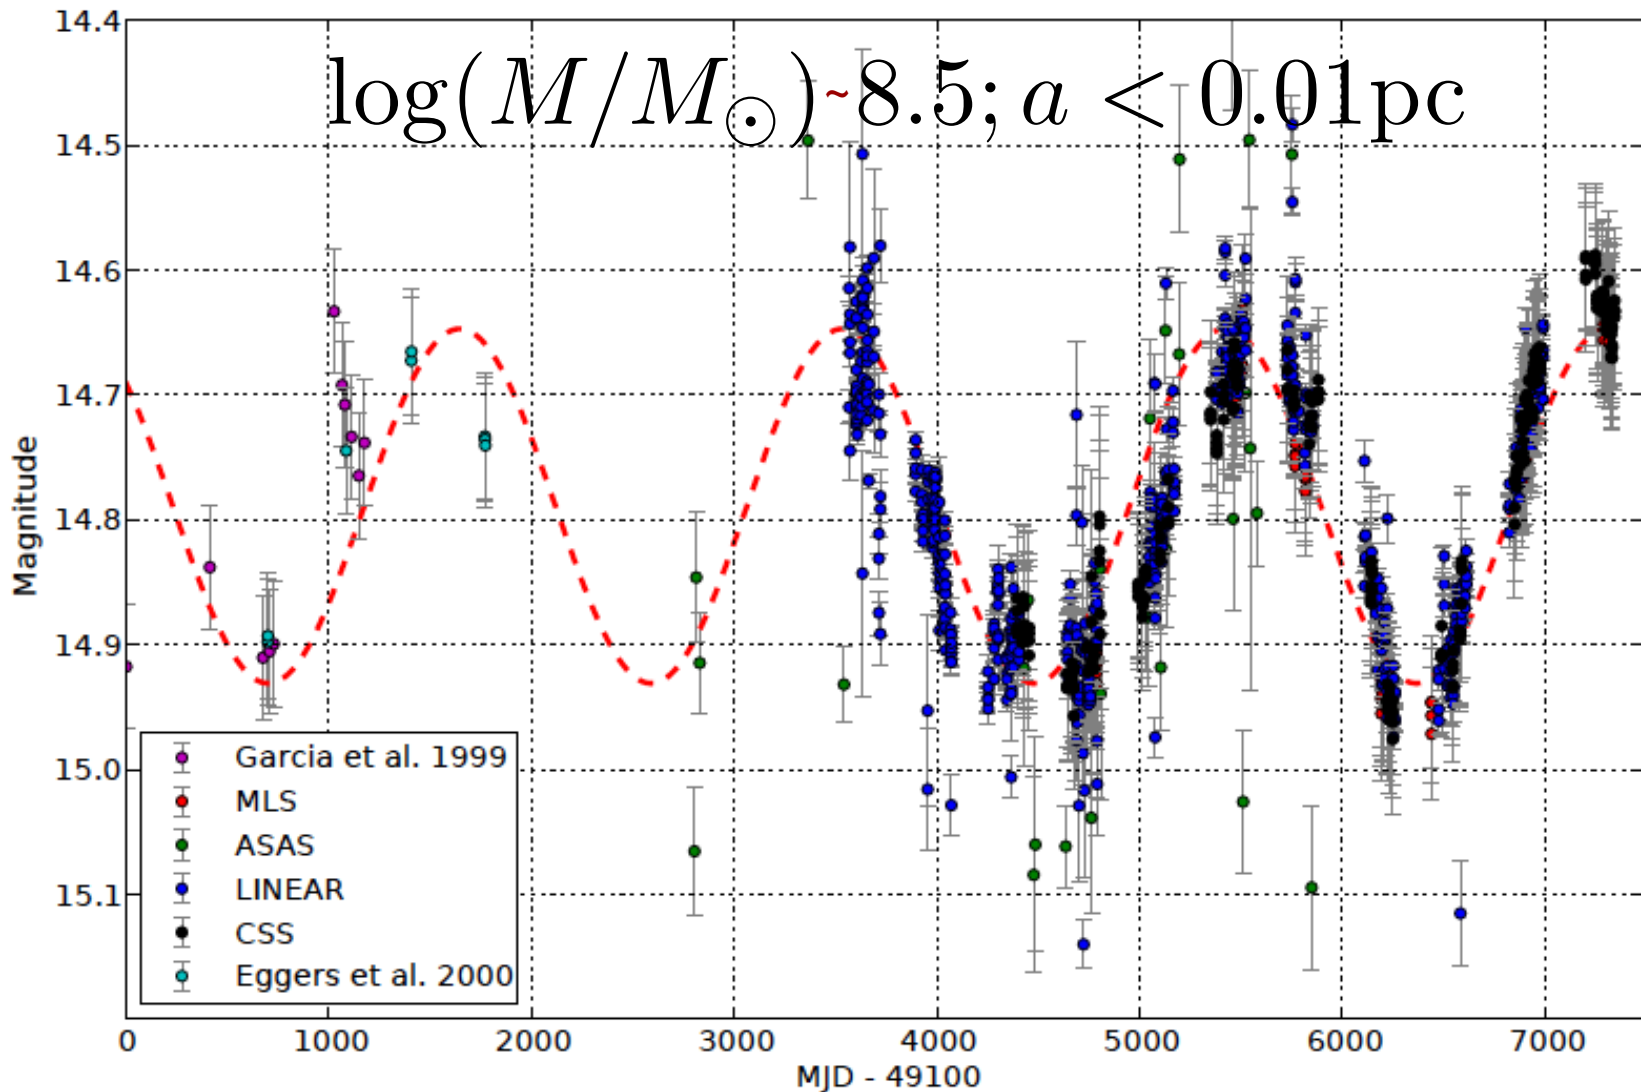 log(M/M⊙)~8.5; a < 0.01pc
14.4
14.5
14.6
14.7
14.8
14.9
15.0
15.1
Magnitude
Garcia et al. 1999
MLS
ASAS
LINEAR
CSS
Eggers et al. 2000
0 1000 2000 3000 4000 5000 6000 7000
MJD - 49100